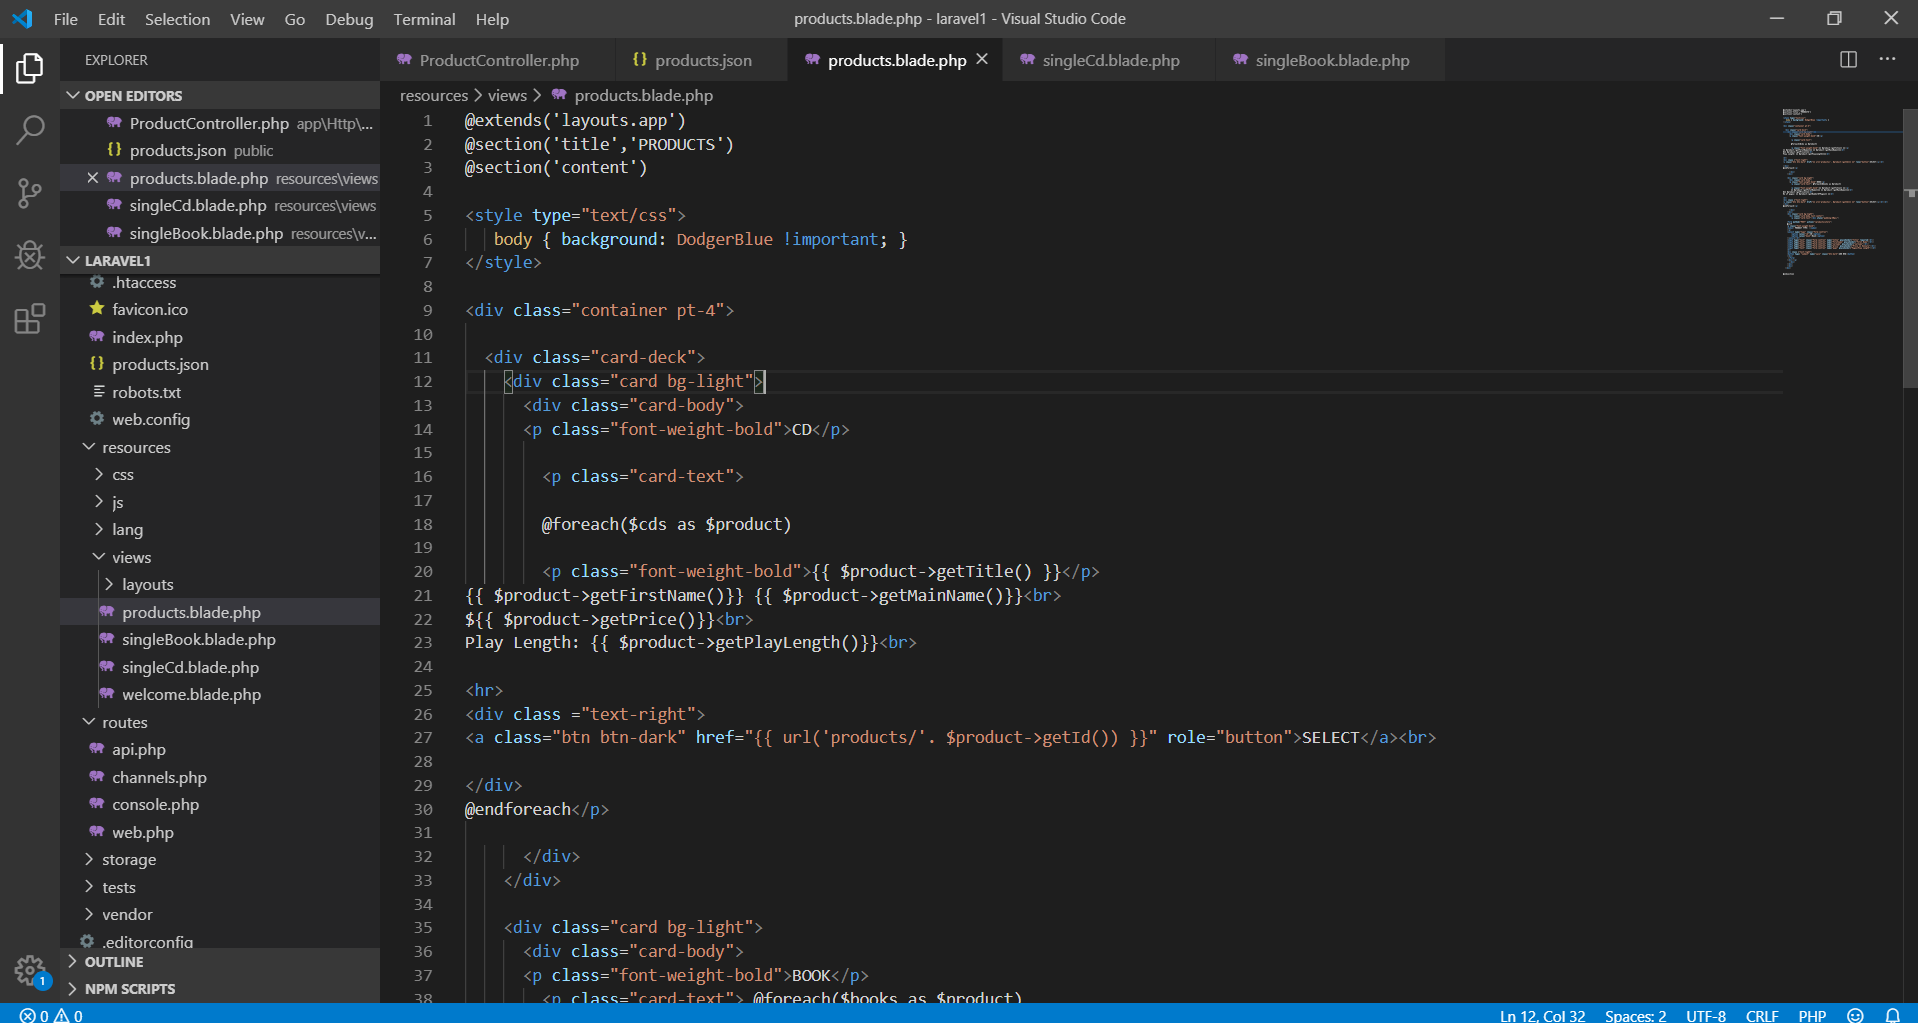 File Edit Selection View Go Debug Terminal Help
products.blade.php - laravel1 - Visual Studio Code
EXPLORER
OPEN EDITORS
ProductController.php app\Http\...
products.json public
products.blade.php resources\views
singleCd.blade.php resources\views
singleBook.blade.php resources\v...
LARAVEL1
.htaccess
favicon.ico
index.php
products.json
robots.txt
web.config
resources
css
js
lang
views
layouts
products.blade.php
singleBook.blade.php
singleCd.blade.php
welcome.blade.php
routes
api.php
channels.php
console.php
web.php
storage
tests
vendor
.editorconfig
OUTLINE
NPM SCRIPTS
1
ProductController.php products.json products.blade.php singleCd.blade.php singleBook.blade.php
resources > views > products.blade.php
1 @extends('layouts.app')
2 @section('title','PRODUCTS')
3 @section('content')
4
5 <style type="text/css">
6 body { background: DodgerBlue !important; }
7 </style>
8
9 <div class="container pt-4">
10
11 <div class="card-deck">
12 <div class="card bg-light">
13 <div class="card-body">
14 <p class="font-weight-bold">CD</p>
15
16 <p class="card-text">
17
18 @foreach($cds as $product)
19
20 <p class="font-weight-bold">{{ $product->getTitle() }}</p>
21 {{ $product->getFirstName()}} {{ $product->getMainName()}}<br>
22 ${{ $product->getPrice()}}<br>
23 Play Length: {{ $product->getPlayLength()}}<br>
24
25 <hr>
26 <div class ="text-right">
27 <a class="btn btn-dark" href="{{ url('products/'. $product->getId()) }}" role="button">SELECT</a><br>
28
29 </div>
30 @endforeach</p>
31
32 </div>
33 </div>
34
35 <div class="card bg-light">
36 <div class="card-body">
37 <p class="font-weight-bold">BOOK</p>
38 <p class="card-text"> @foreach($books as $product)
0 0
Ln 12, Col 32 Spaces: 2 UTF-8 CRLF PHP